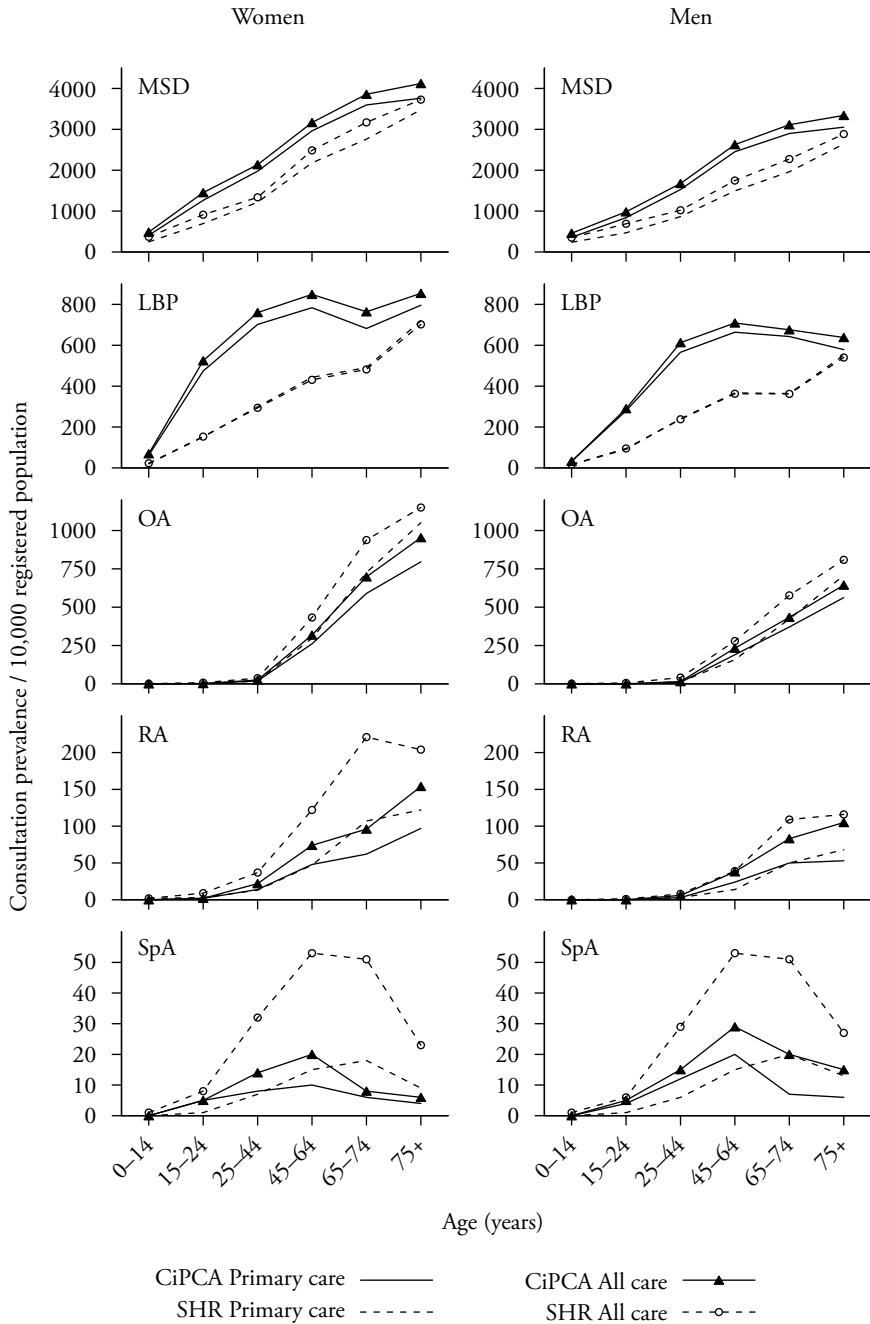 Women Men
Consultation prevalence / 10,000 registered population
MSD MSD
4000 4000
3000 3000
2000 2000
1000 1000
0 0
LBP LBP
800 800
600 600
400 400
200 200
0 0
OA OA
1000 1000
750 750
500 500
250 250
0 0
RA RA
200 200
150 150
100 100
50 50
0 0
SpA SpA
50 50
40 40
30 30
20 20
10 10
0 0
0–14 15–24 25–44 45–64 65–74 75+ 0–14 15–24 25–44 45–64 65–74 75+
Age (years)
CiPCA Primary care CiPCA All care
SHR Primary care SHR All care